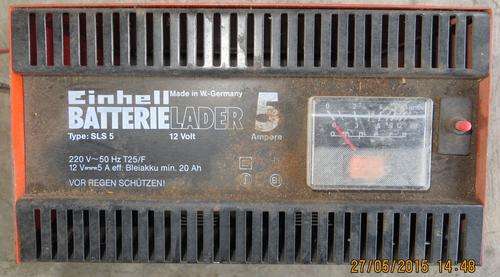 Einhell Made in W.-Germany
BATTERIELADER 5
Type: SLS 5 12 Volt Ampere
220 V~50 Hz T25/F
12 V 5 A eff. Bleiakku min. 20 Ah
VOR REGEN SCHÜTZEN!
27/05/2015 14:48